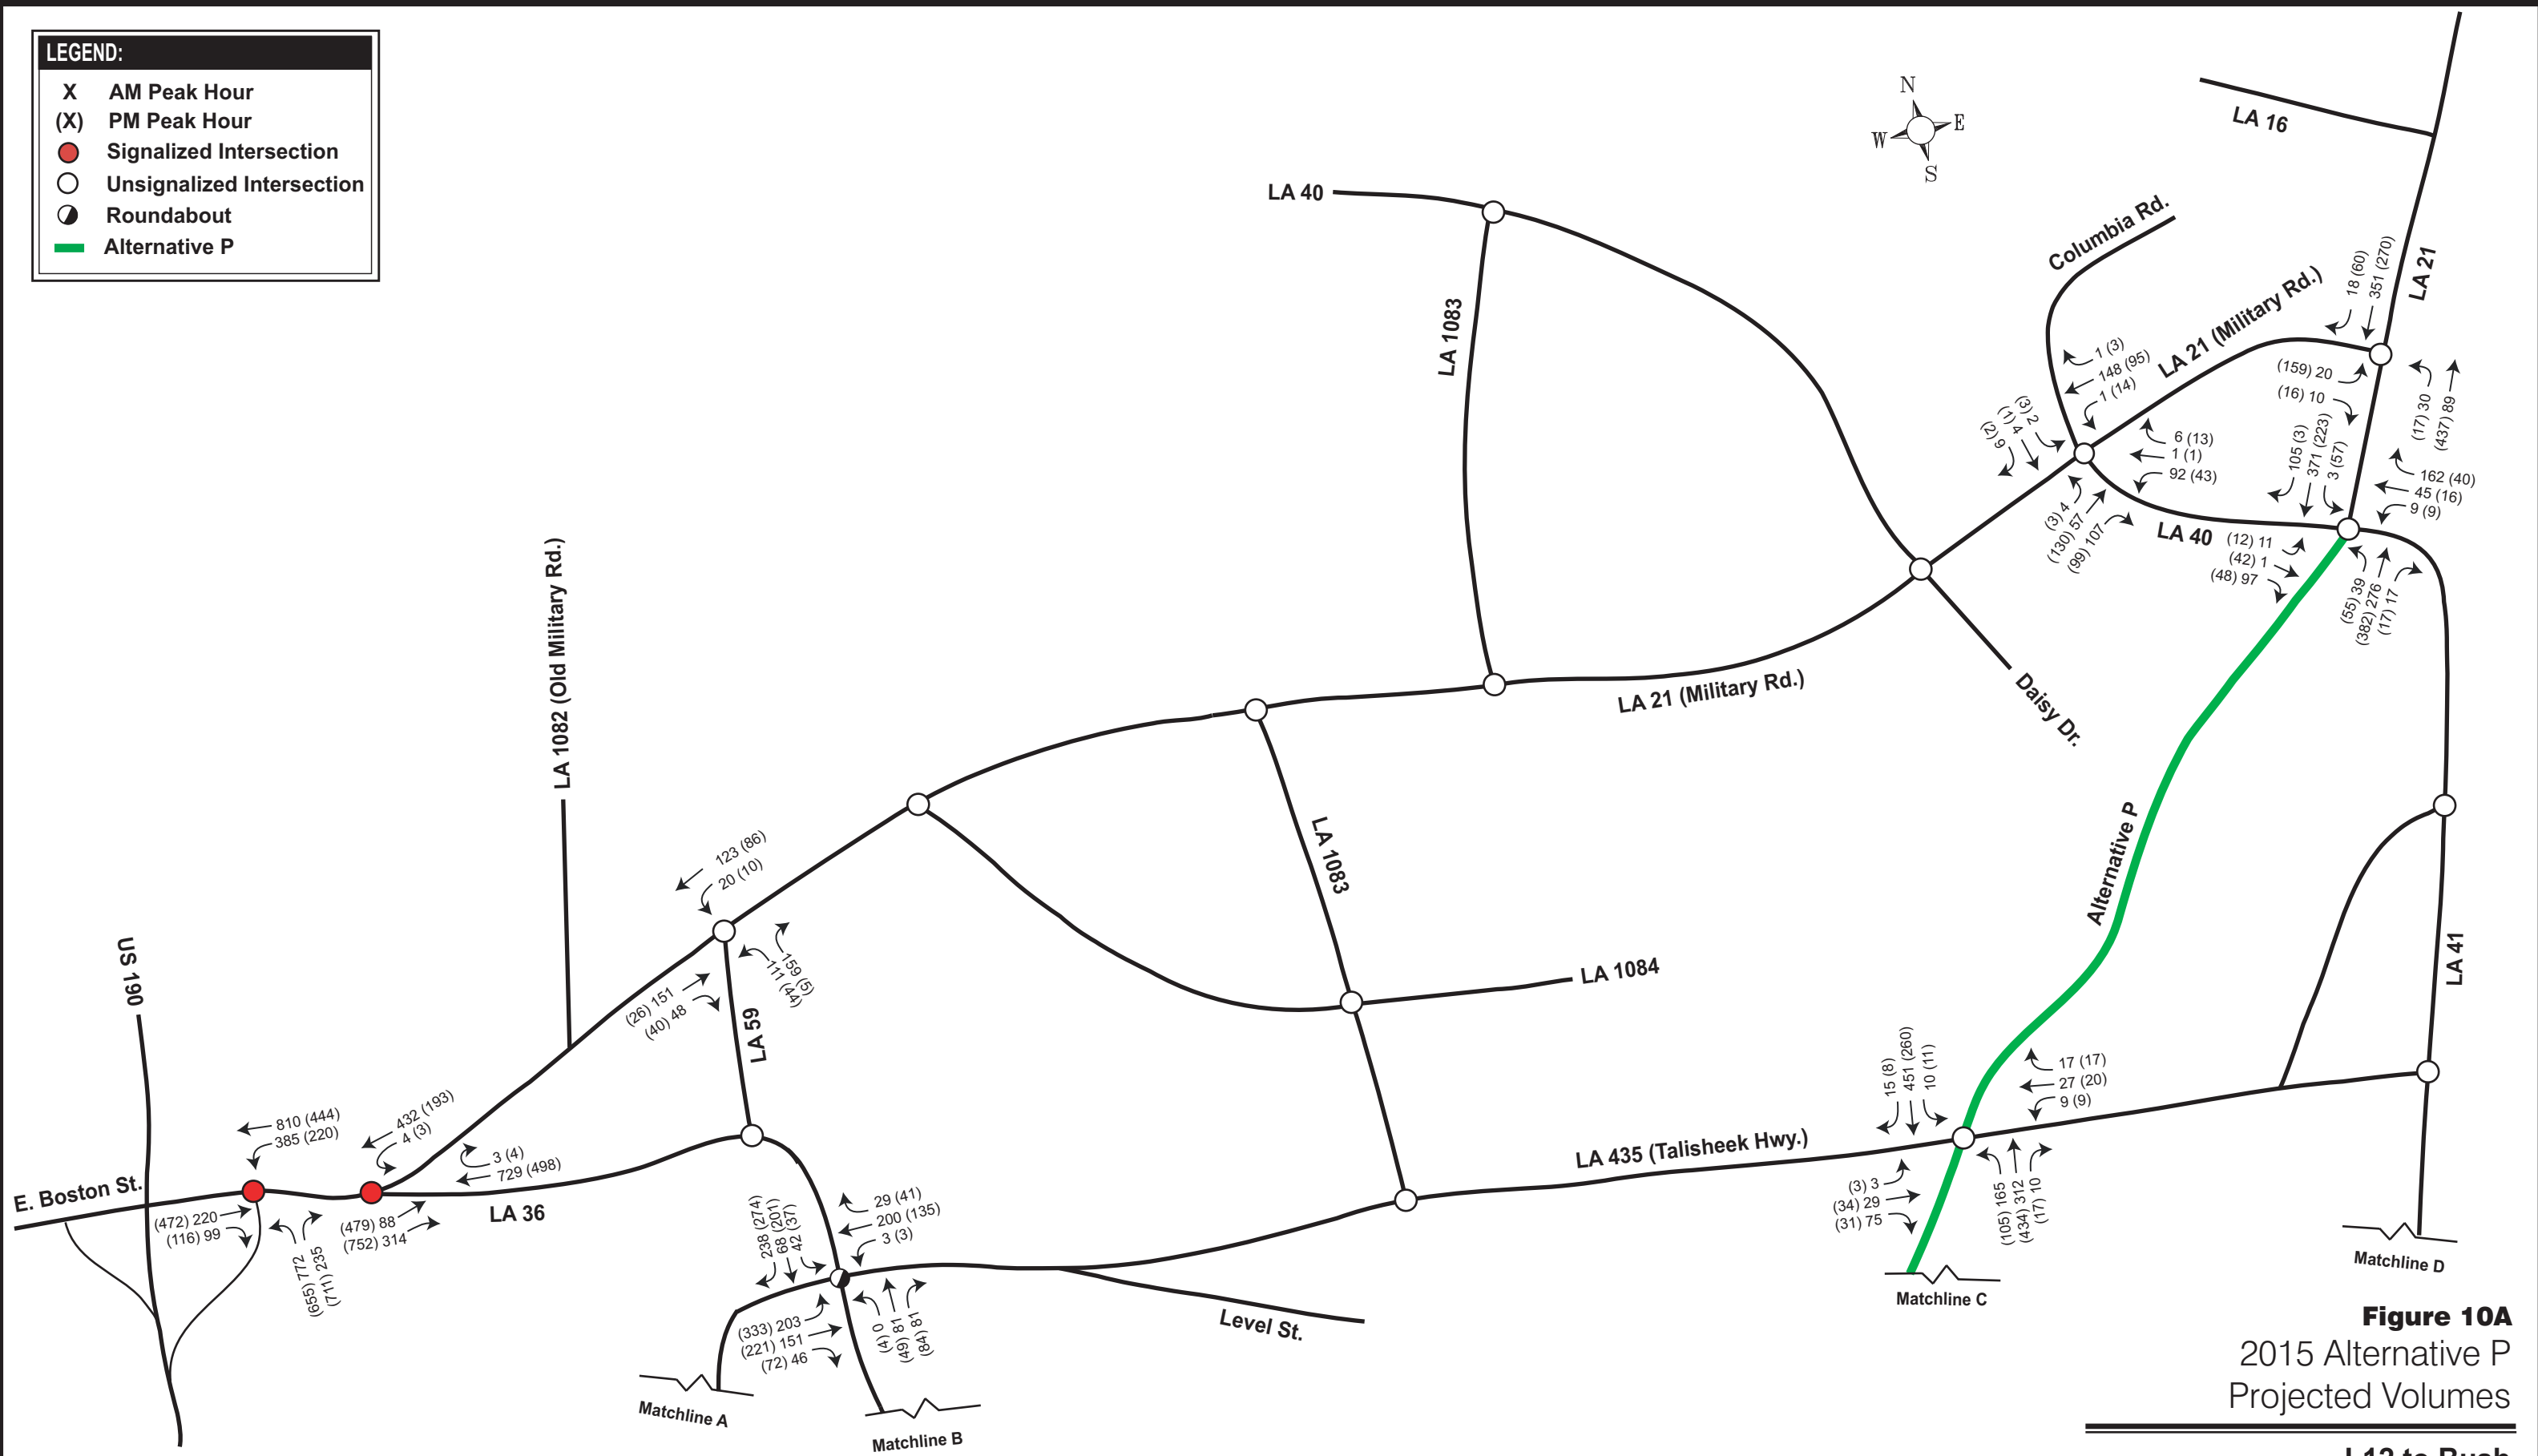 LEGEND:
X AM Peak Hour
(X) PM Peak Hour
Signalized Intersection
Unsignalized Intersection
Roundabout
Alternative P
N
W
E
S
LA 16
LA 40
Columbia Rd.
LA 21
LA 21 (Military Rd.)
LA 1083
18 (60)
351 (270)
(159) 20
(16) 10
(17) 30
(437) 89
1 (3)
148 (95)
1 (14)
(3) 2
(1) 4
(2) 9
6 (13)
1 (1)
92 (43)
(3) 4
(130) 57
(99) 107
105 (3)
371 (223)
3 (57)
162 (40)
45 (16)
9 (9)
LA 40
(12) 11
(42) 1
(48) 97
(55) 39
(382) 276
(17) 17
LA 1082 (Old Military Rd.)
LA 21 (Military Rd.)
Daisy Dr.
Alternative P
LA 1083
LA 1084
LA 41
123 (86)
20 (10)
159 (5)
111 (44)
(26) 151
(40) 48
LA 59
US 190
E. Boston St.
810 (444)
385 (220)
432 (193)
4 (3)
3 (4)
729 (498)
(472) 220
(116) 99
(655) 772
(711) 235
(479) 88
(752) 314
LA 36
238 (274)
68 (201)
42 (37)
29 (41)
200 (135)
3 (3)
(333) 203
(221) 151
(72) 46
(4) 0
(49) 81
(84) 81
LA 435 (Talisheek Hwy.)
15 (8)
451 (260)
10 (11)
17 (17)
27 (20)
9 (9)
(3) 3
(34) 29
(31) 75
(105) 165
(434) 312
(17) 10
Level St.
Matchline A
Matchline B
Matchline C
Matchline D
Figure 10A
2015 Alternative P
Projected Volumes